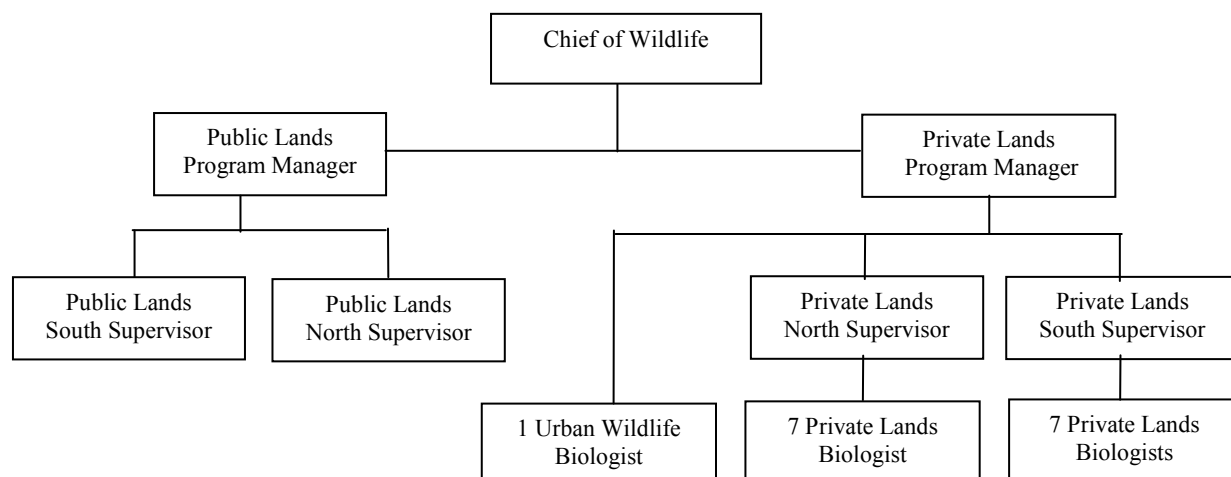 Chief of Wildlife
Public Lands
Program Manager
Private Lands
Program Manager
Public Lands
South Supervisor
Public Lands
North Supervisor
Private Lands
North Supervisor
Private Lands
South Supervisor
1 Urban Wildlife
Biologist
7 Private Lands
Biologist
7 Private Lands
Biologists